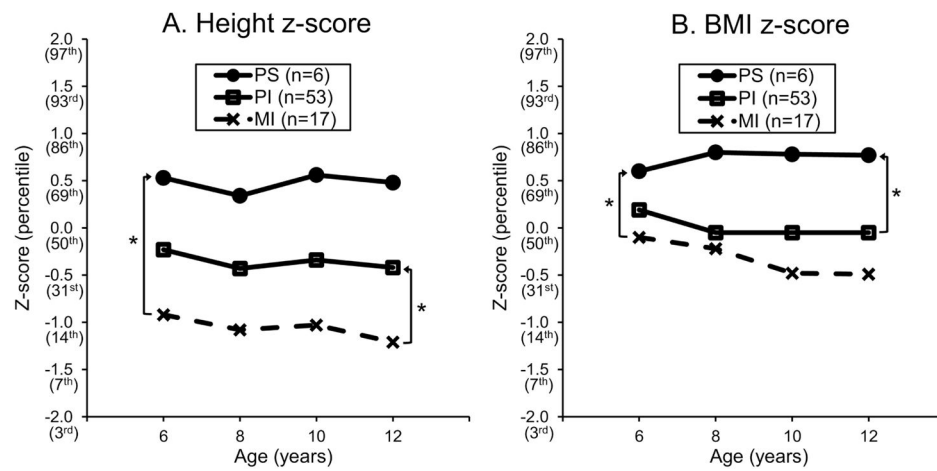 A. Height z-score
2.0
(97th)
1.5
(93rd)
1.0
(86th)
0.5
(69th)
0.0
(50th)
-0.5
(31st)
-1.0
(14th)
-1.5
(7th)
-2.0
(3rd)
Z-score (percentile)
PS (n=6)
PI (n=53)
MI (n=17)
*
*
6 8 10 12
Age (years)
B. BMI z-score
2.0
(97th)
1.5
(93rd)
1.0
(86th)
0.5
(69th)
0.0
(50th)
-0.5
(31st)
-1.0
(14th)
-1.5
(7th)
-2.0
(3rd)
Z-score (percentile)
PS (n=6)
PI (n=53)
MI (n=17)
*
*
6 8 10 12
Age (years)